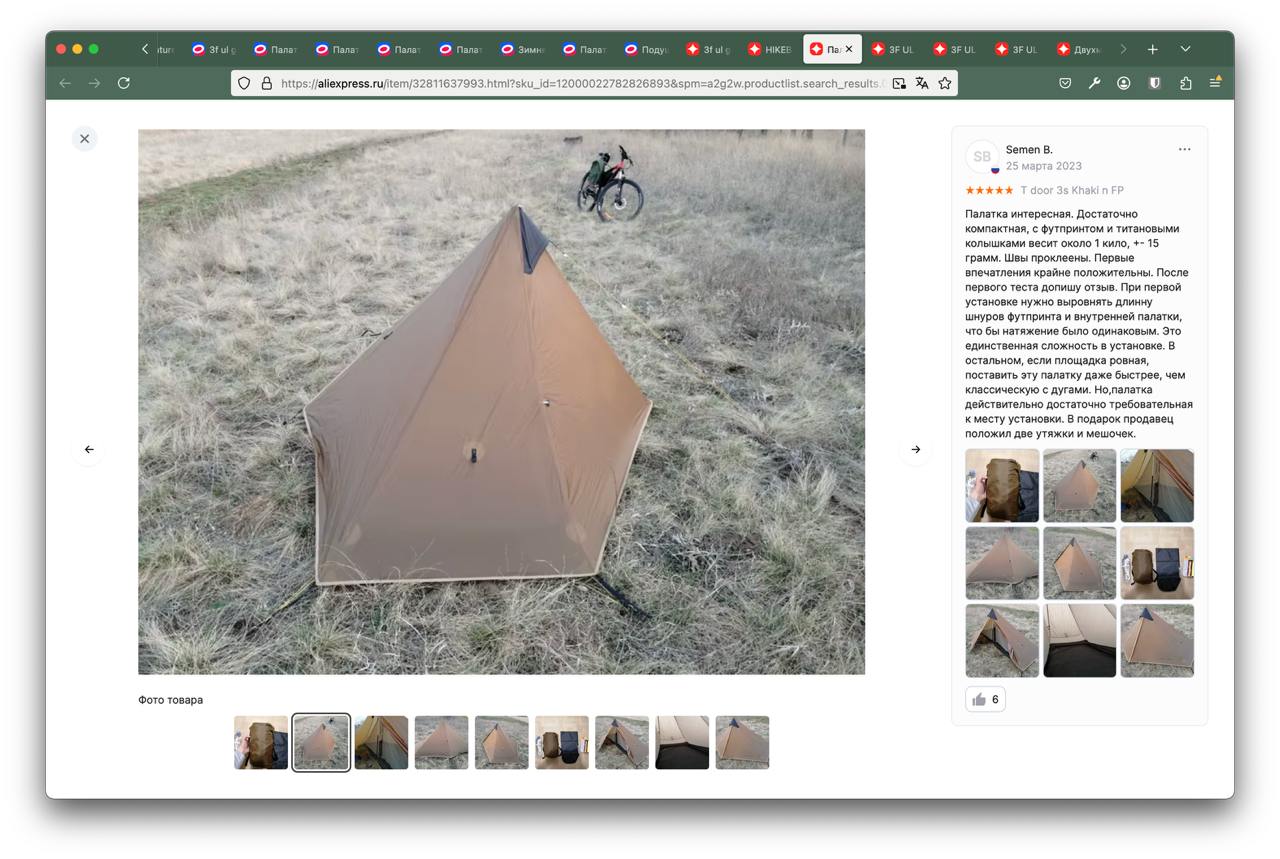 3f ul
Палат
Палат
Палат
Палат
Зимн
Палат
Поду
3f ul
HIKEB
Па
3F UL
3F UL
3F UL
Двух
https://aliexpress.ru/item/32811637993.html?sku_id=12000022782826893&spm=a2g2w.productlist.search_results.
SB
Semen B.
25 марта 2023
T door 3s Khaki n FP
Палатка интересная. Достаточно
компактная, с футпринтом и титановыми
колышками весит около 1 кило, +- 15
грамм. Швы проклеены. Первые
впечатления крайне положительны. После
первого теста допишу отзыв. При первой
установке нужно выровнять длинну
шнуров футпринта и внутренней палатки,
что бы натяжение было одинаковым. Это
единственная сложность в установке. В
остальном, если площадка ровная,
поставить эту палатку даже быстрее, чем
классическую с дугами. Но,палатка
действительно достаточно требовательная
к месту установки. В подарок продавец
положил две утяжки и мешочек.
6
Фото товара